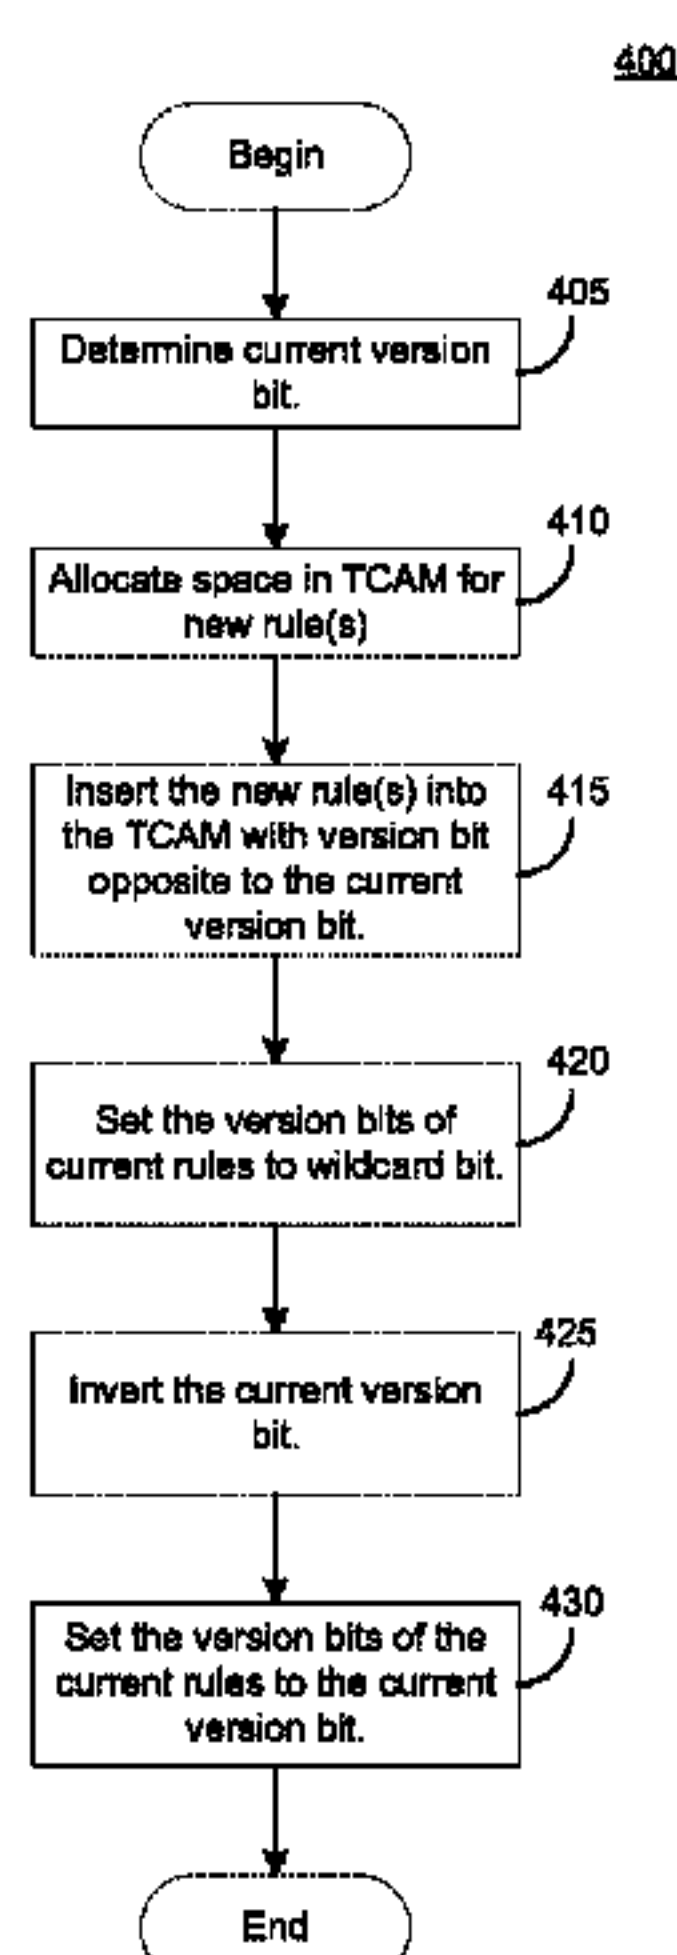 400
Begin
405
Determine current version
bit.
410
Allocate space in TCAM for
new rule(s)
Insert the new rule(s) into
415
the TCAM with version bit
opposite to the current
version bit.
420
Set the version bits of
current rules to wildcard bit.
425
Invert the current version
bit.
430
Set the version bits of the
current rules to the current
version bit.
End